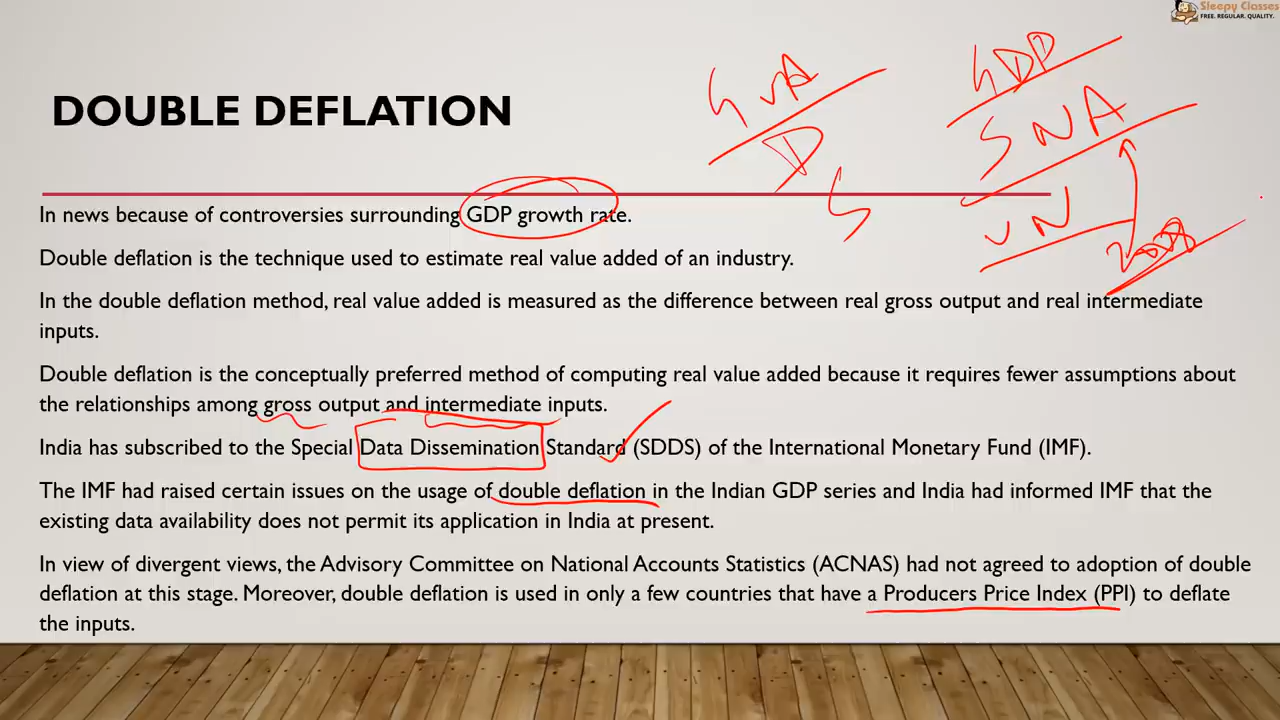 Sleepy Classes
FREE. REGULAR. QUALITY.
GDP
GVA
SNA
DOUBLE DEFLATION
D
S
UN
2008
In news because of controversies surrounding GDP growth rate.
Double deflation is the technique used to estimate real value added of an industry.
In the double deflation method, real value added is measured as the difference between real gross output and real intermediate
inputs.
Double deflation is the conceptually preferred method of computing real value added because it requires fewer assumptions about
the relationships among gross output and intermediate inputs.
India has subscribed to the Special Data Dissemination Standard (SDDS) of the International Monetary Fund (IMF).
The IMF had raised certain issues on the usage of double deflation in the Indian GDP series and India had informed IMF that the
existing data availability does not permit its application in India at present.
In view of divergent views, the Advisory Committee on National Accounts Statistics (ACNAS) had not agreed to adoption of double
deflation at this stage. Moreover, double deflation is used in only a few countries that have a Producers Price Index (PPI) to deflate
the inputs.